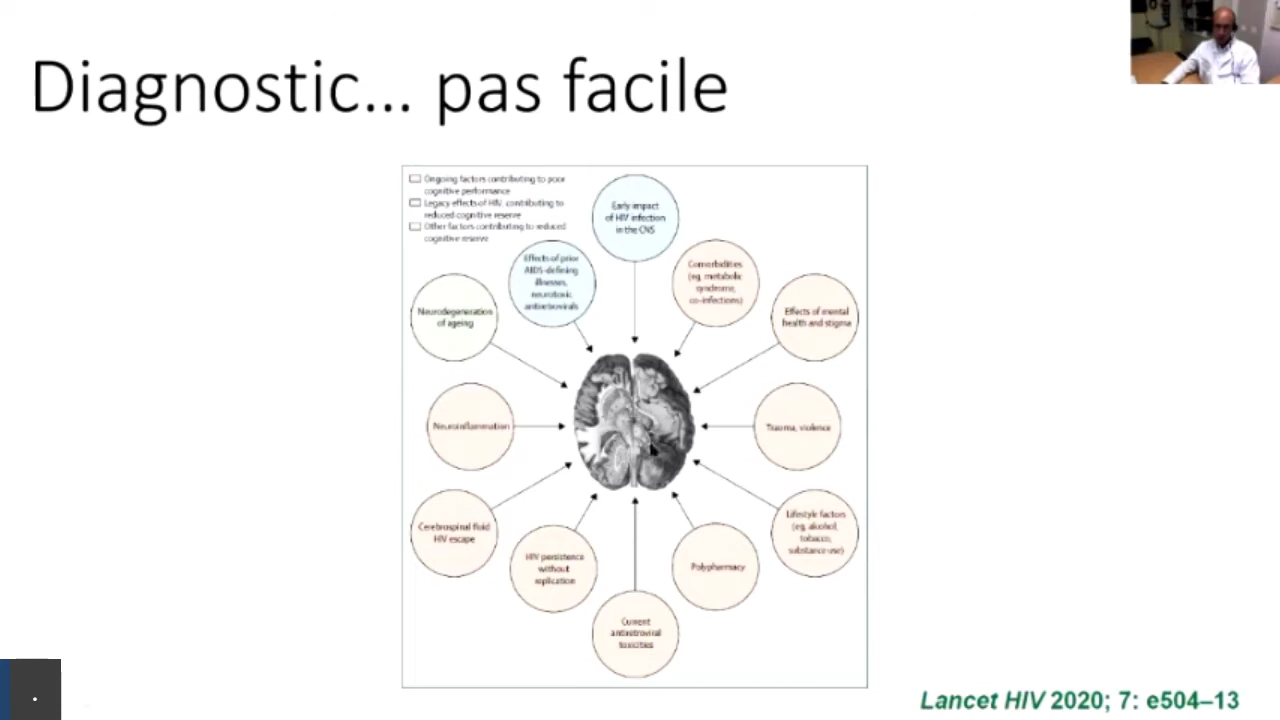 Diagnostic... pas facile
Ongoing factors contributing to poor
cognitive performance
Legacy effects of HIV, contributing to
reduced cognitive reserve
Other factors contributing to reduced
cognitive reserve
Early impact
of HIV infection
in the CNS
Effects of prior
AIDS-defining
illnesses,
neurotoxic
antiretrovirals
Comorbidities
(eg, metabolic
syndrome,
co-infections)
Neurodegeneration
of ageing
Effects of mental
health and stigma
Neuroinflammation
Trauma, violence
Cerebrospinal fluid
HIV escape
Lifestyle factors
(eg, alcohol,
tobacco,
substance-use)
HIV persistence
without
replication
Polypharmacy
Current
antiretroviral
toxicities
Lancet HIV 2020; 7: e504–13